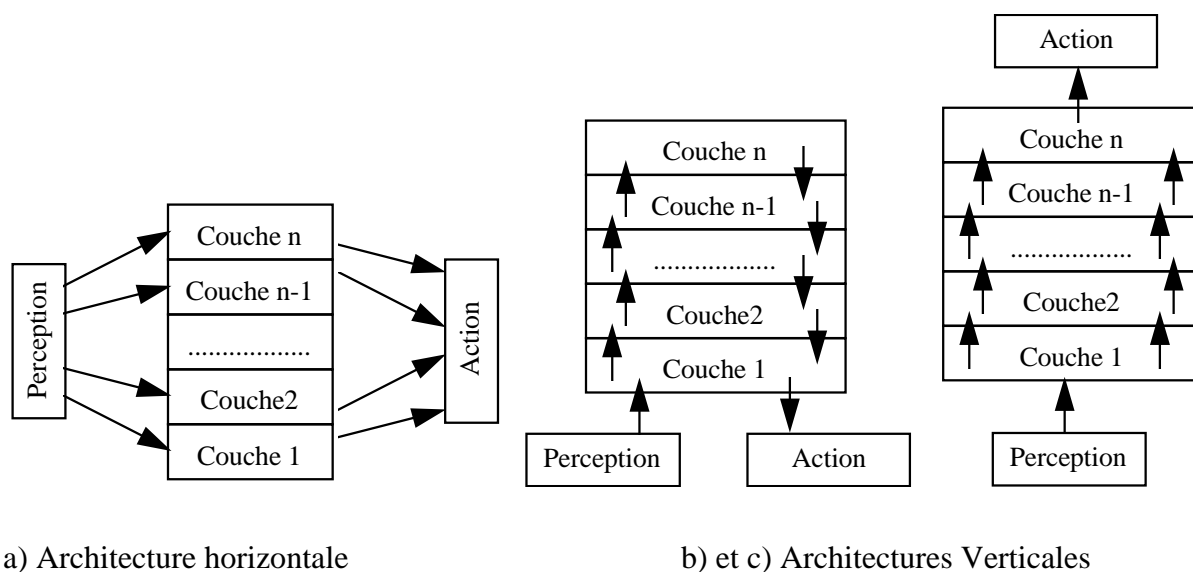 Perception
Couche n
Couche n-1
..................
Couche2
Couche 1
Action
a) Architecture horizontale
Couche n
Couche n-1
..................
Couche2
Couche 1
Perception
Action
Action
Couche n
Couche n-1
..................
Couche2
Couche 1
Perception
b) et c) Architectures Verticales